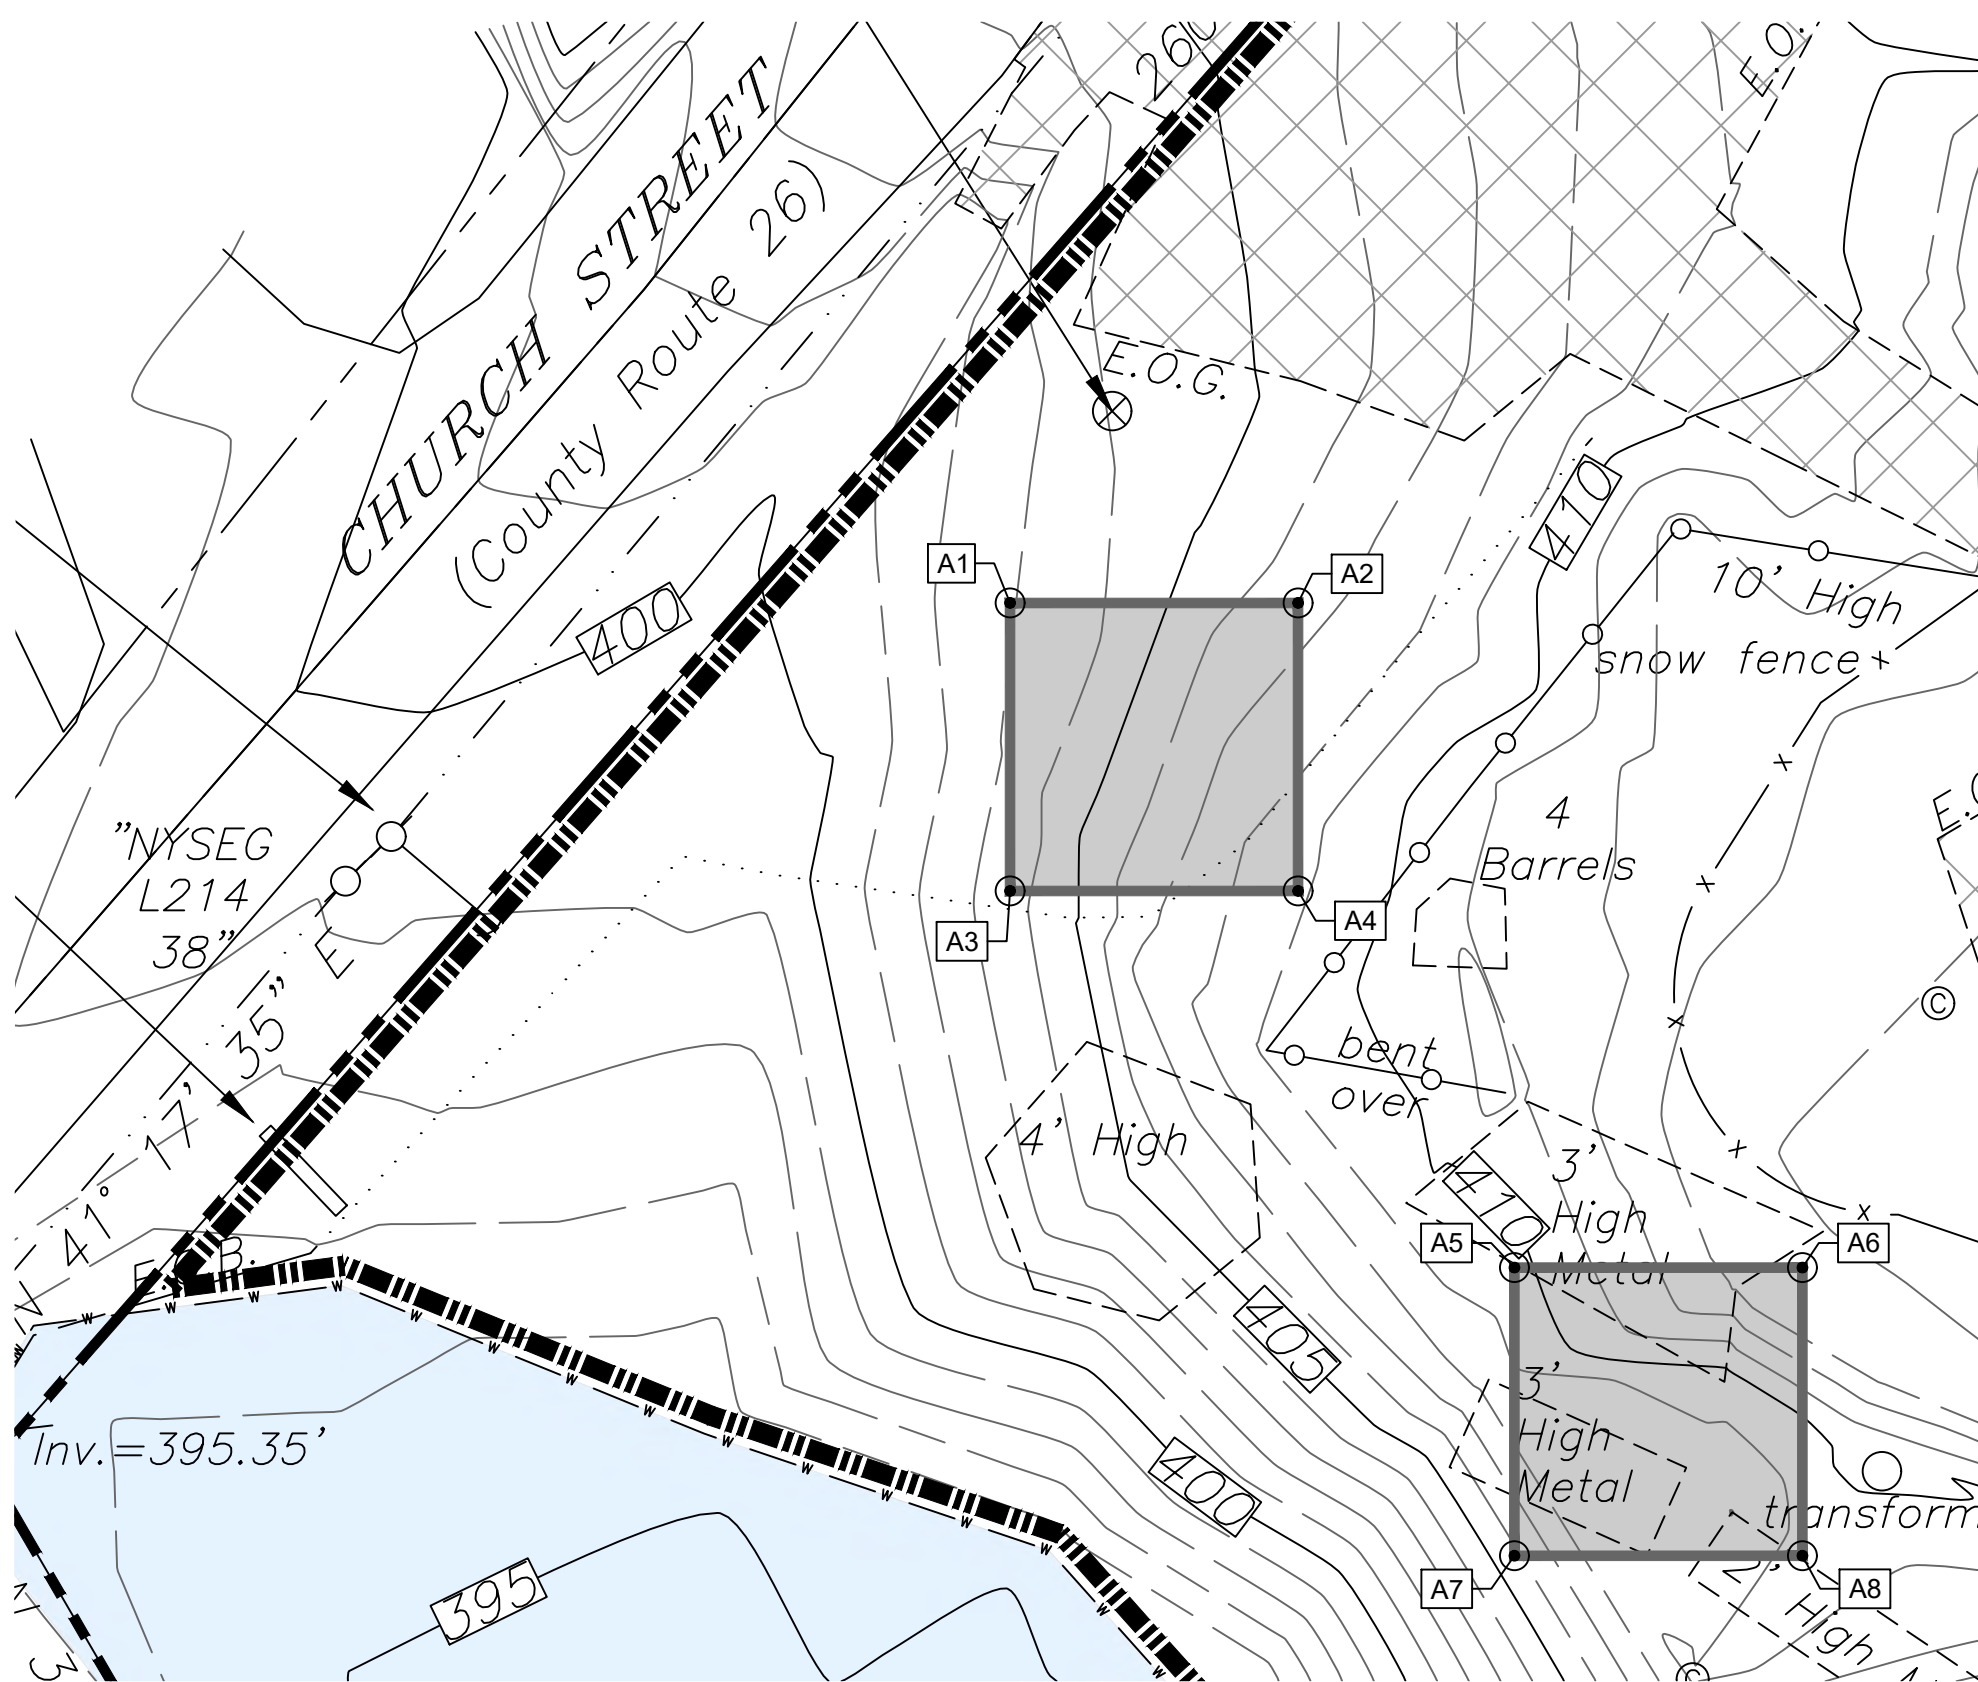 260
E.O.
CHURCH STREET
(County Route 26)
E.O.G.
410
A1
A2
10' High
snow fence+
400
"NYSEG
L214
38"
4
Barrels
A3
A4
35" E
17'
41°
bent
over
4' High
3'
High
Metal
410
A5
A6
E.O.B.
405
3'
High
Metal
Inv.=395.35'
400
transform
395
A7
A8
2' High
3